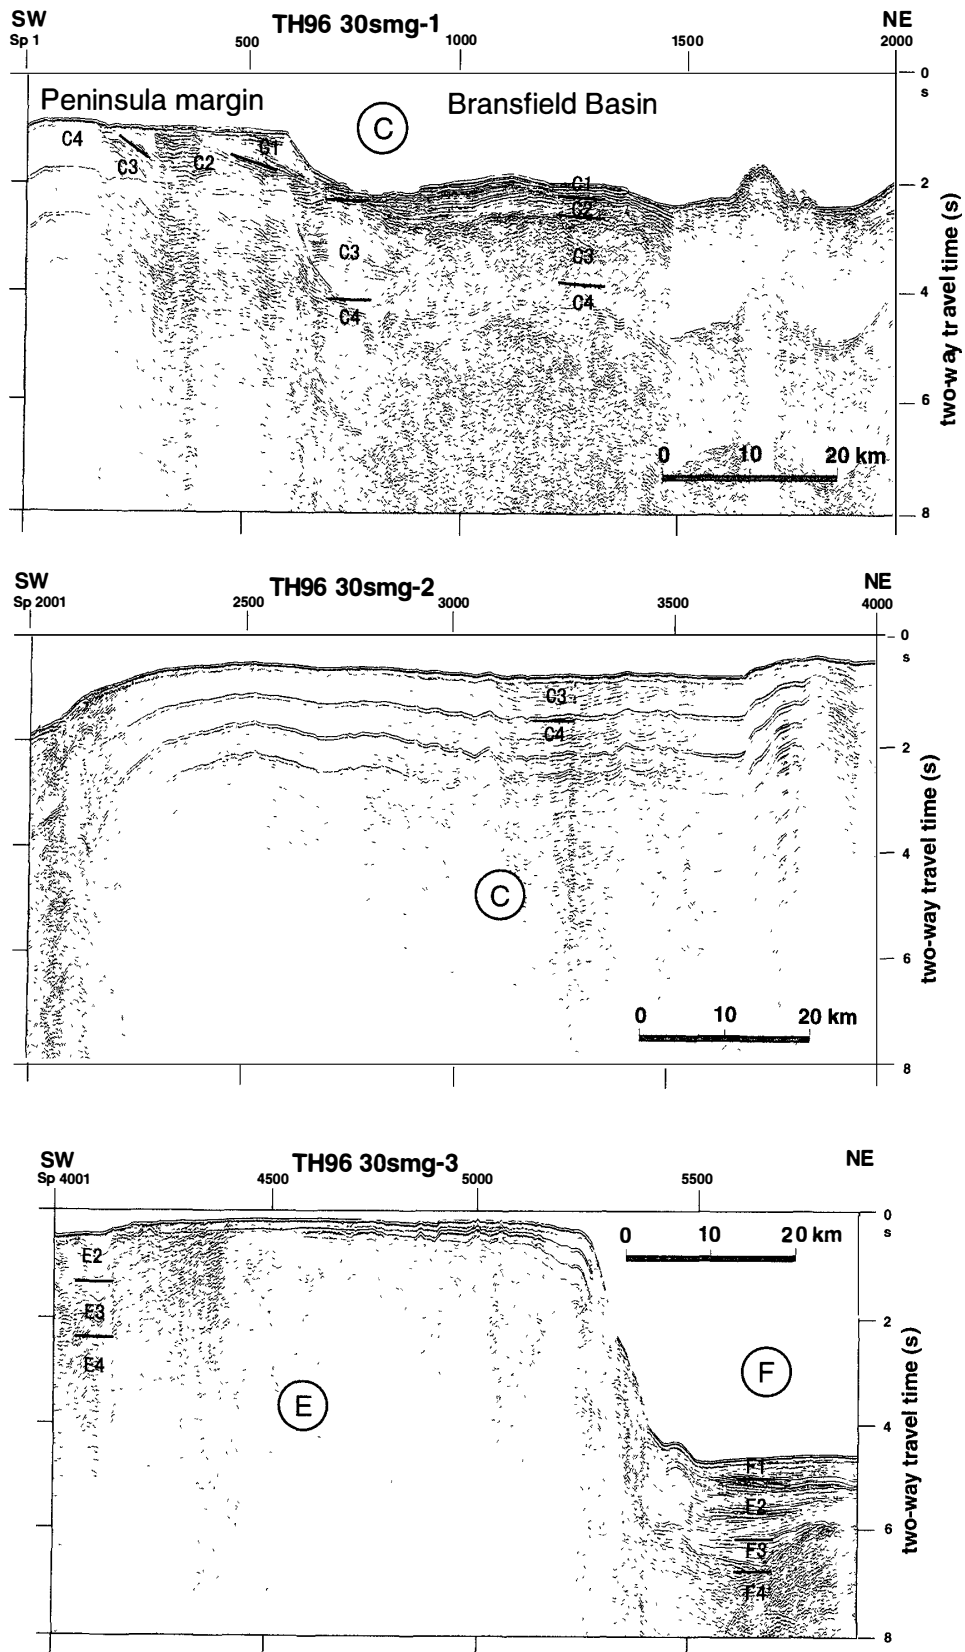 SW TH96 30smg-1 NE
Sp 1 500 1000 1500 2000
0
s
Peninsula margin C Bransfield Basin
C4 C3 C2 C1
C1
2
C2
C3 C3
4
C4 C4
6
0 10 20 km
8
two-way travel time (s)
SW TH96 30smg-2 NE
Sp 2001 2500 3000 3500 4000
0
s
C3
C4
2
4
C
6
0 10 20 km
8
two-way travel time (s)
SW TH96 30smg-3 NE
Sp 4001 4500 5000 5500
0
s
0 10 20 km
E2
E3
2
E4
E F
4
F1
E2
6
F3
F4
8
two-way travel time (s)